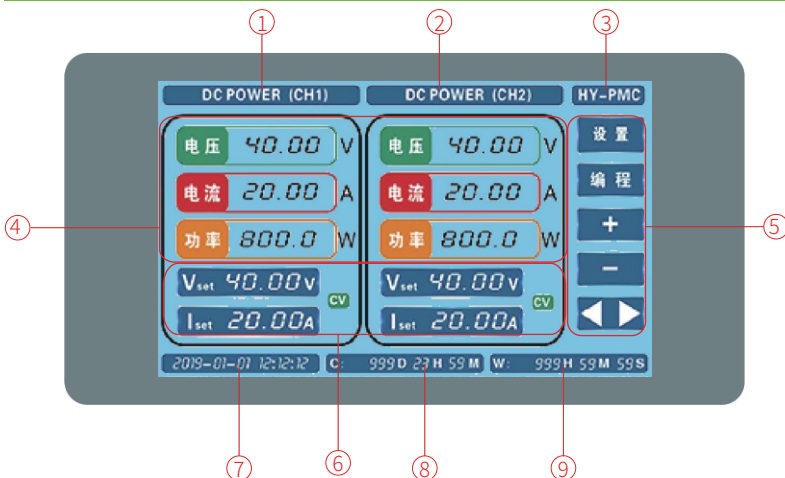 ① ② ③
DC POWER (CH1) DC POWER (CH2) HY-PMC
电压 40.00 V 电压 40.00 V 设置
电流 20.00 A 电流 20.00 A 编程
④ ⑤
功率 800.0 W 功率 800.0 W +
Vset 40.00V Vset 40.00V −
CV CV
Iset 20.00A Iset 20.00A
2019-01-01 12:12:12 C: 999D 23H 59M W: 999H 59M 59S
⑦ ⑥ ⑧ ⑨